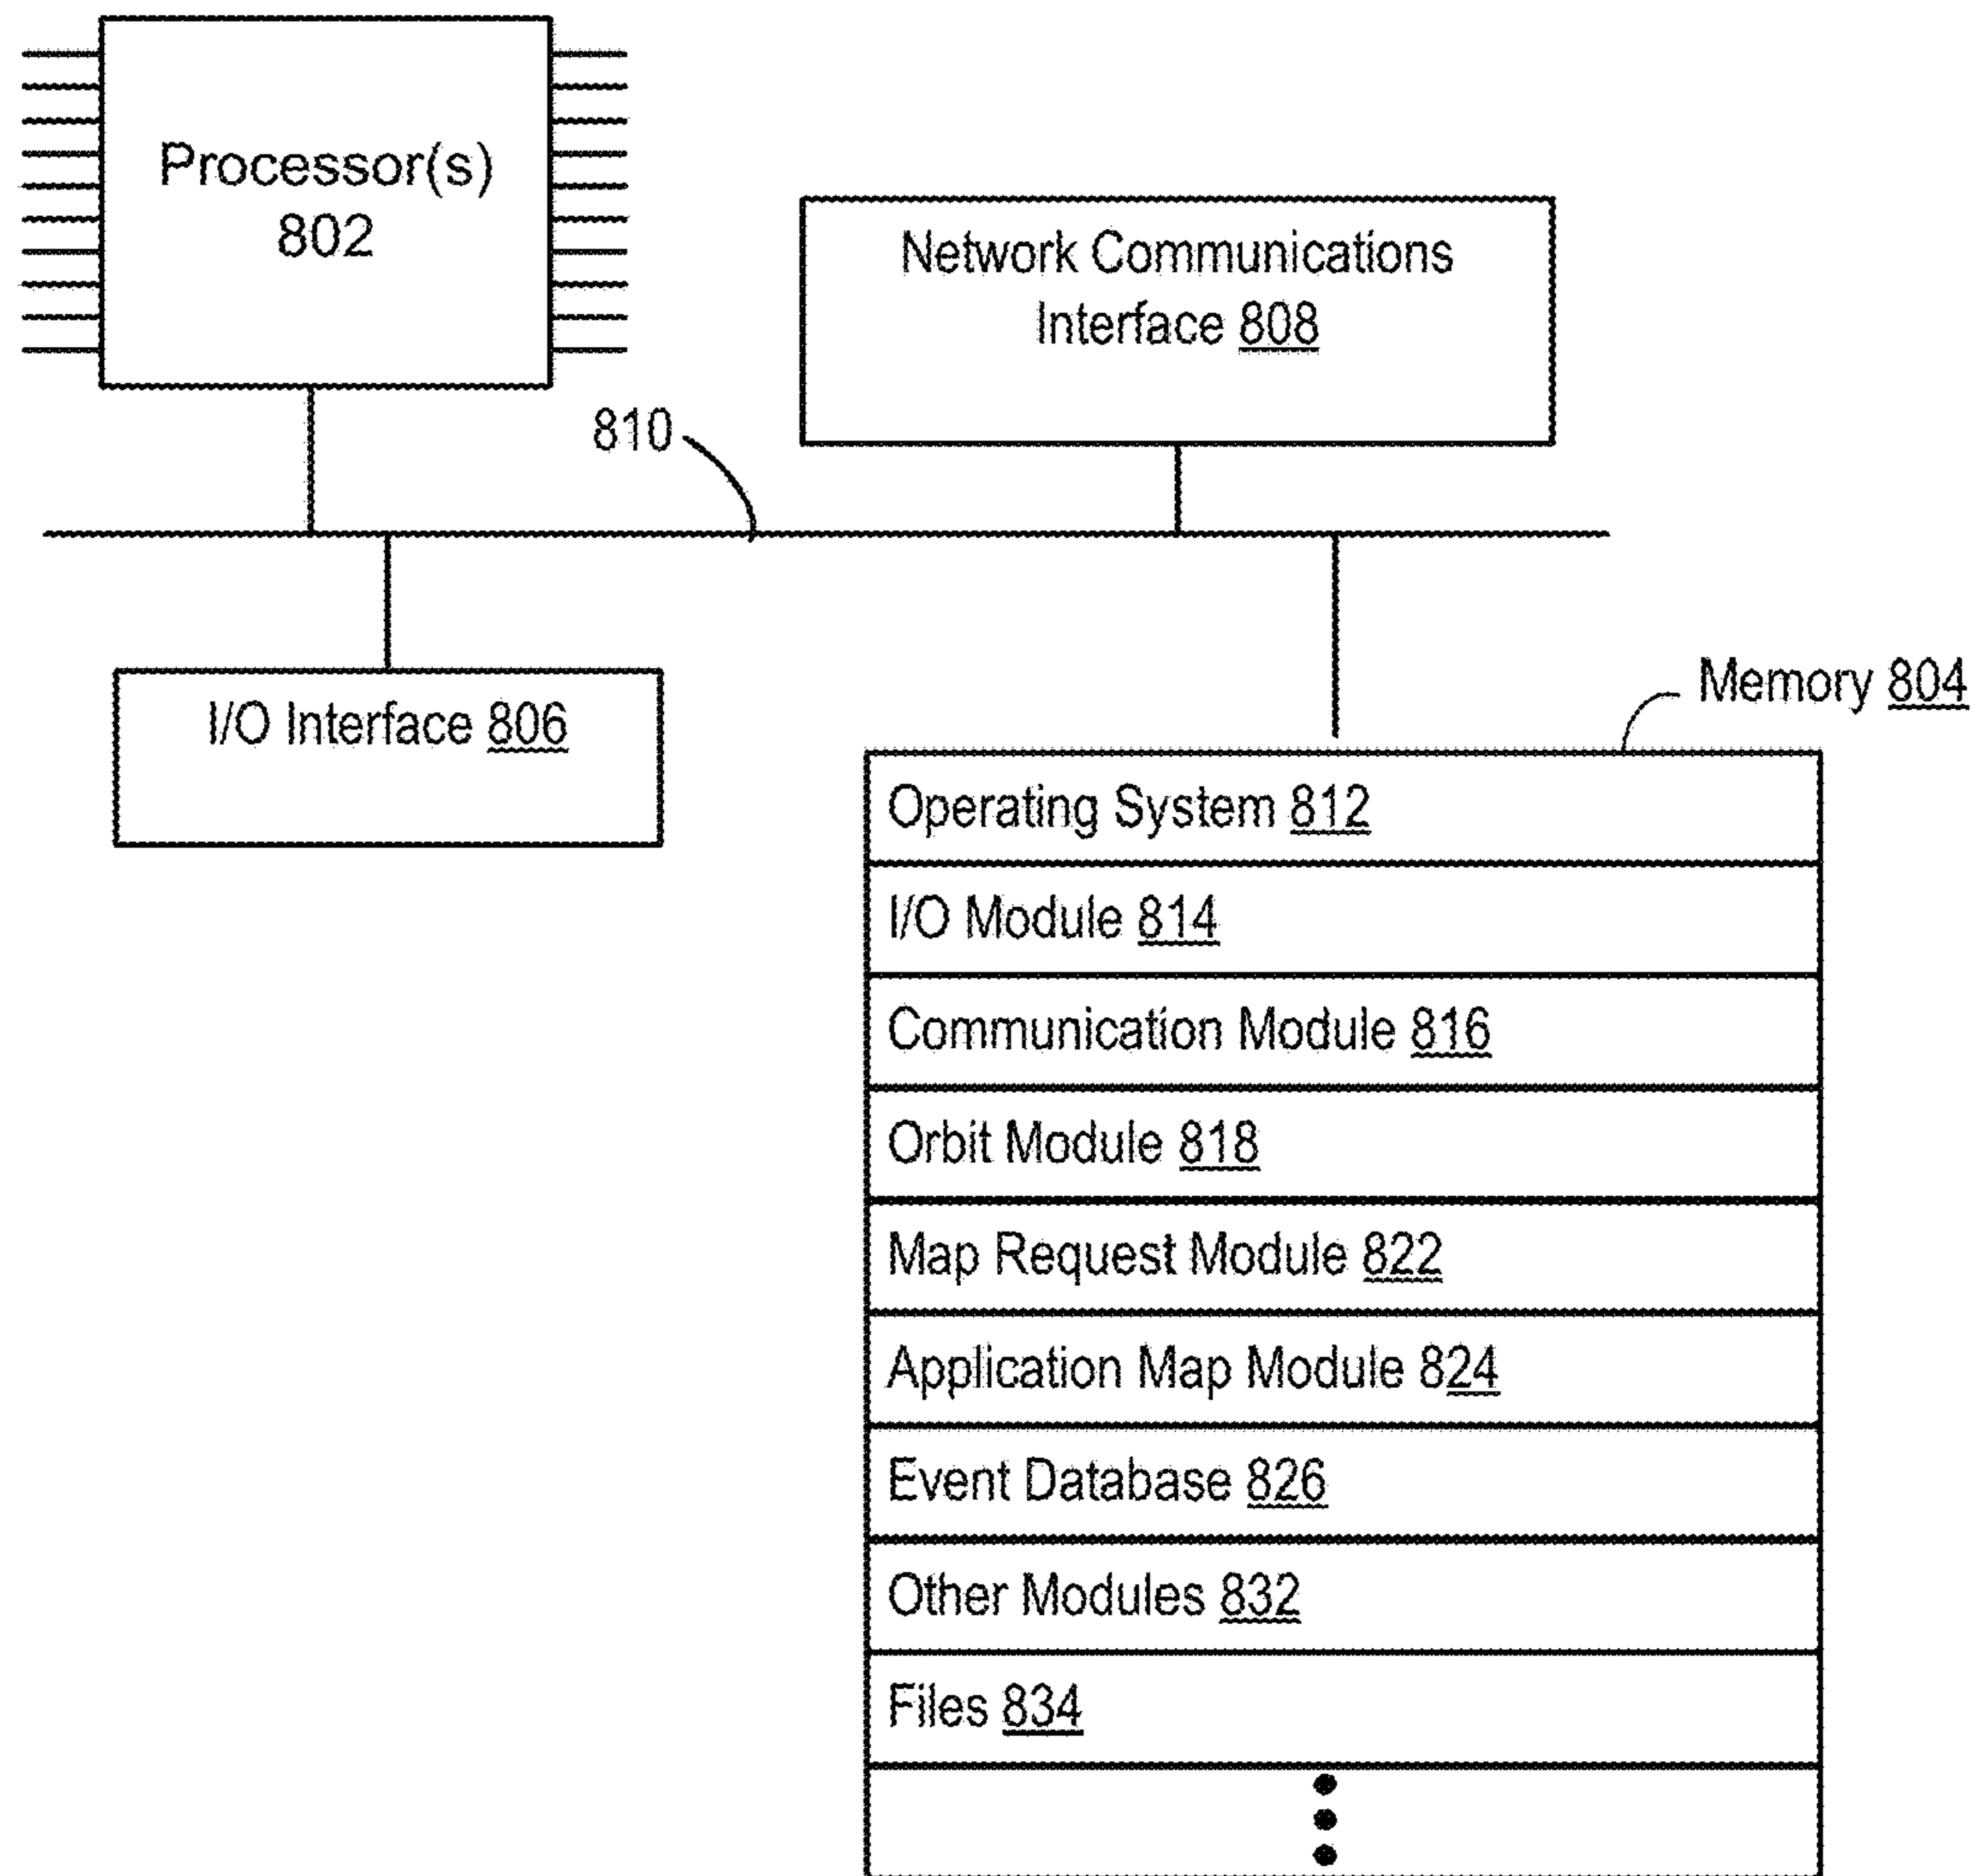 Processor(s)
802
Network Communications
Interface 808
810
I/O Interface 806
Memory 804
Operating System 812
I/O Module 814
Communication Module 816
Orbit Module 818
Map Request Module 822
Application Map Module 824
Event Database 826
Other Modules 832
Files 834